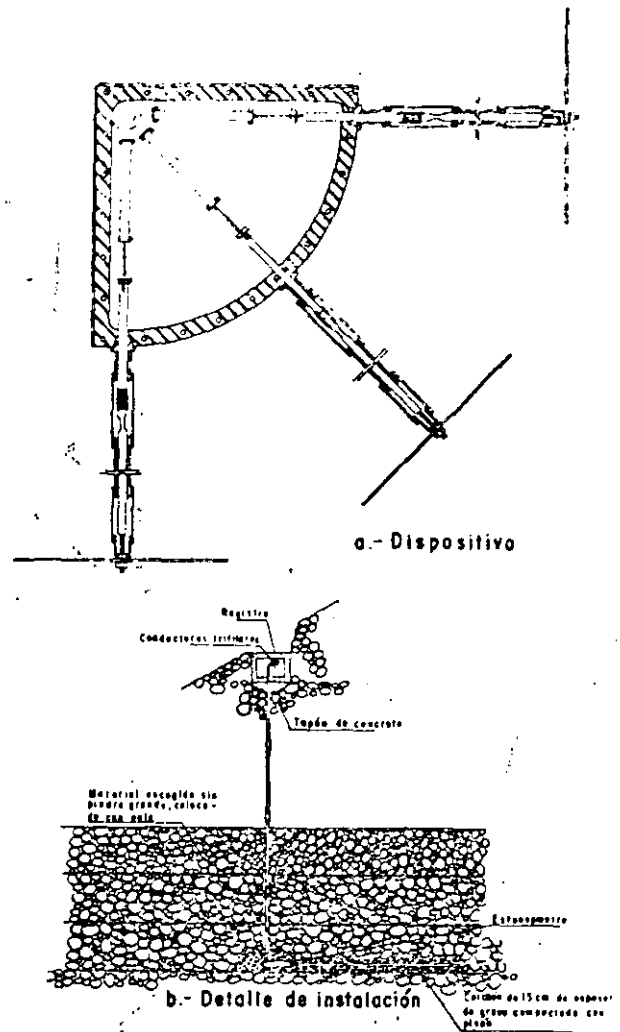 a.- Dispositivo
Registro
Conductores trifilares
Tapón de concreto
Material escogido sin
piedra grande, coloca-
do con pala
b.- Detalle de instalación
de 15 cm de espesor
de grava compactada con
pisón